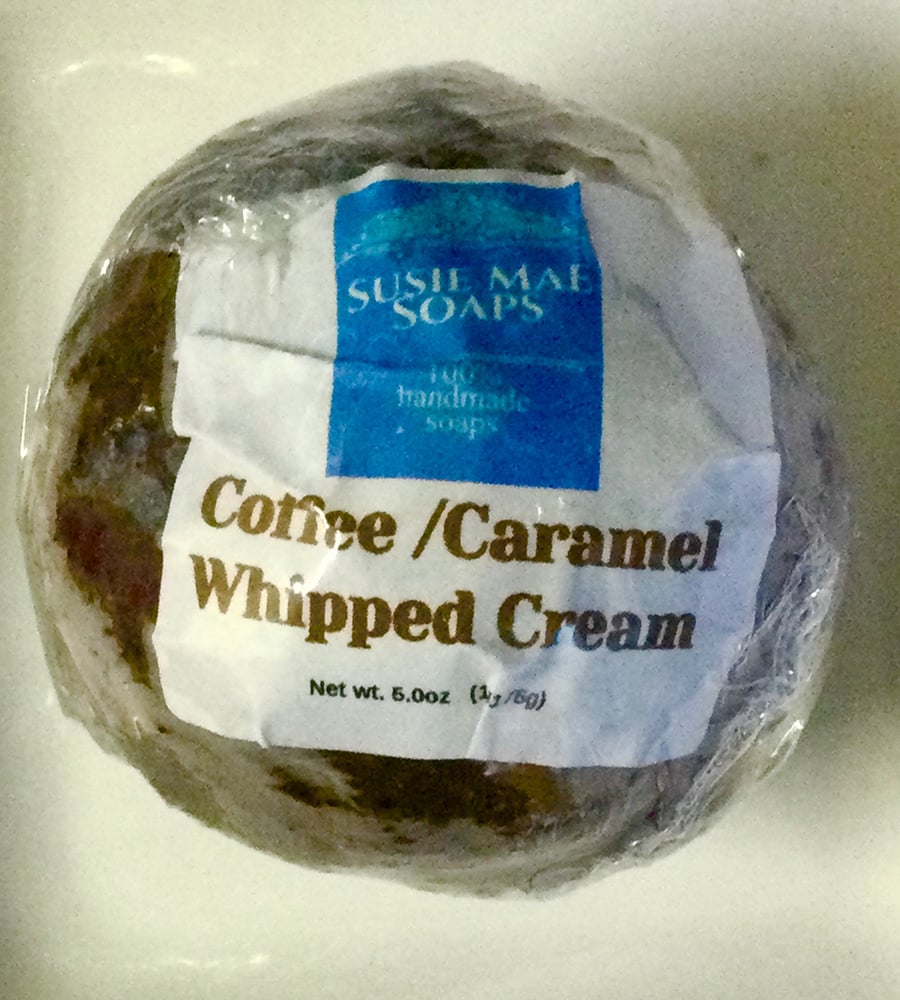 SUSIE MAE
SOAPS
100%
handmade
soaps
Coffee /Caramel
Whipped Cream
Net wt. 5.0oz